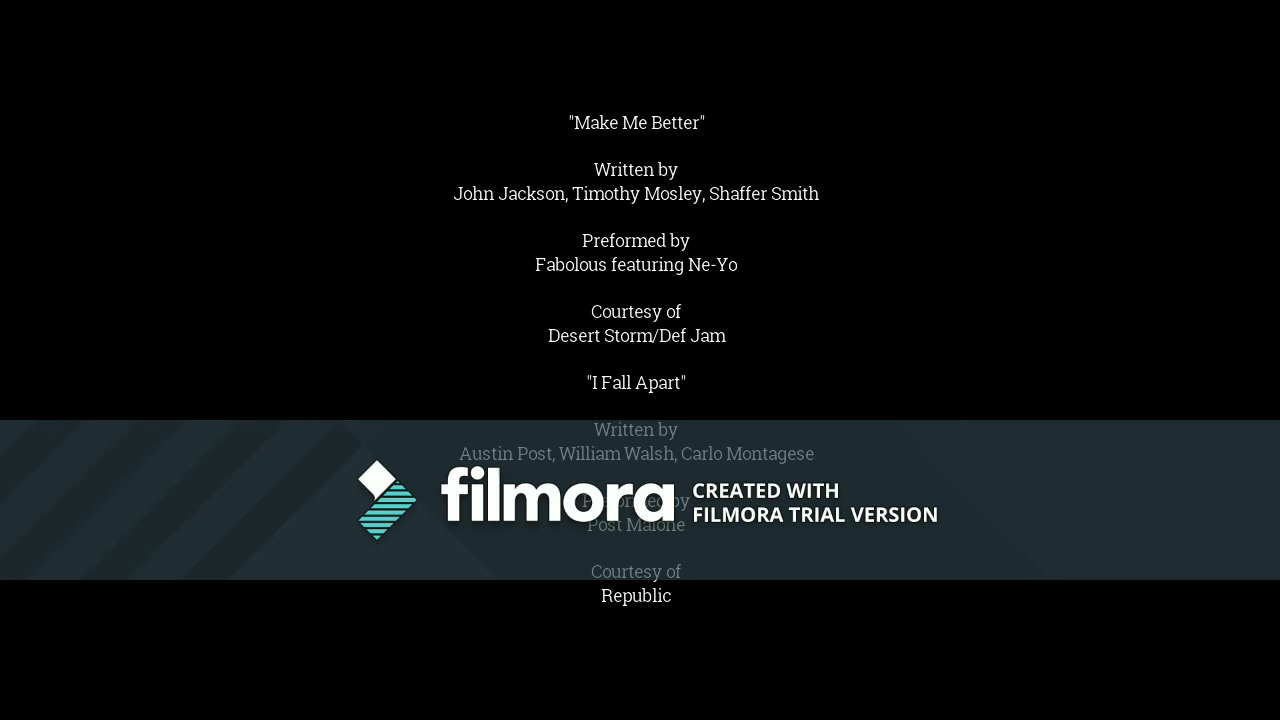 "Make Me Better"
Written by
John Jackson, Timothy Mosley, Shaffer Smith
Preformed by
Fabolous featuring Ne-Yo
Courtesy of
Desert Storm/Def Jam
"I Fall Apart"
Written by
Austin Post, William Walsh, Carlo Montagese
filmora
CREATED WITH
FILMORA TRIAL VERSION
Preformed by
Post Malone
Courtesy of
Republic